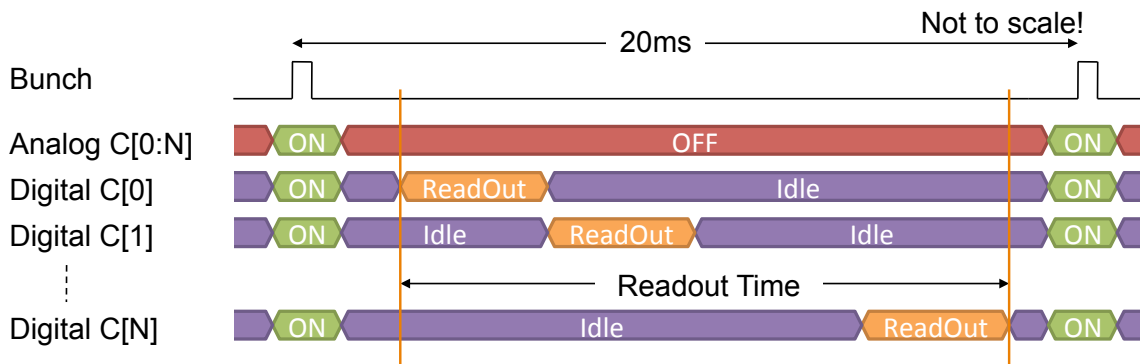 Not to scale!
20ms
Bunch
Analog C[0:N] ON OFF ON
Digital C[0] ON ReadOut Idle ON
Digital C[1] ON Idle ReadOut Idle ON
Readout Time
Digital C[N] ON Idle ReadOut ON